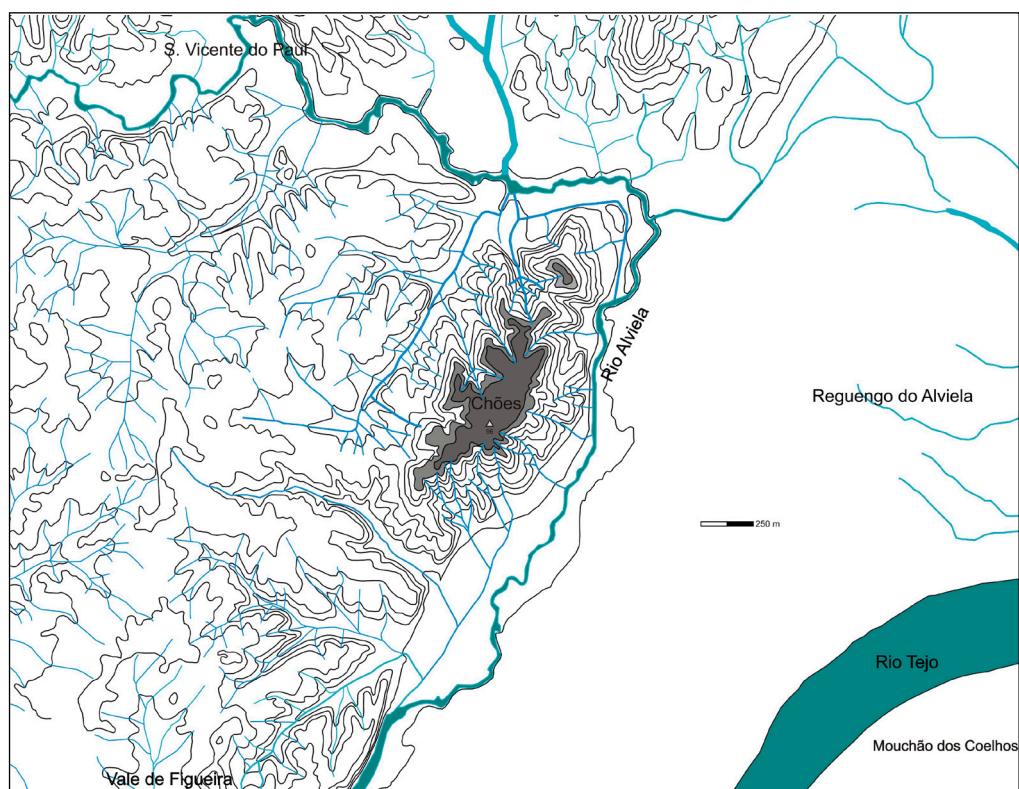 S. Vicente do Paul
Rio Alviela
Chões
Reguengo do Alviela
250 m
Rio Tejo
Mouchão dos Coelhos
Vale de Figueira